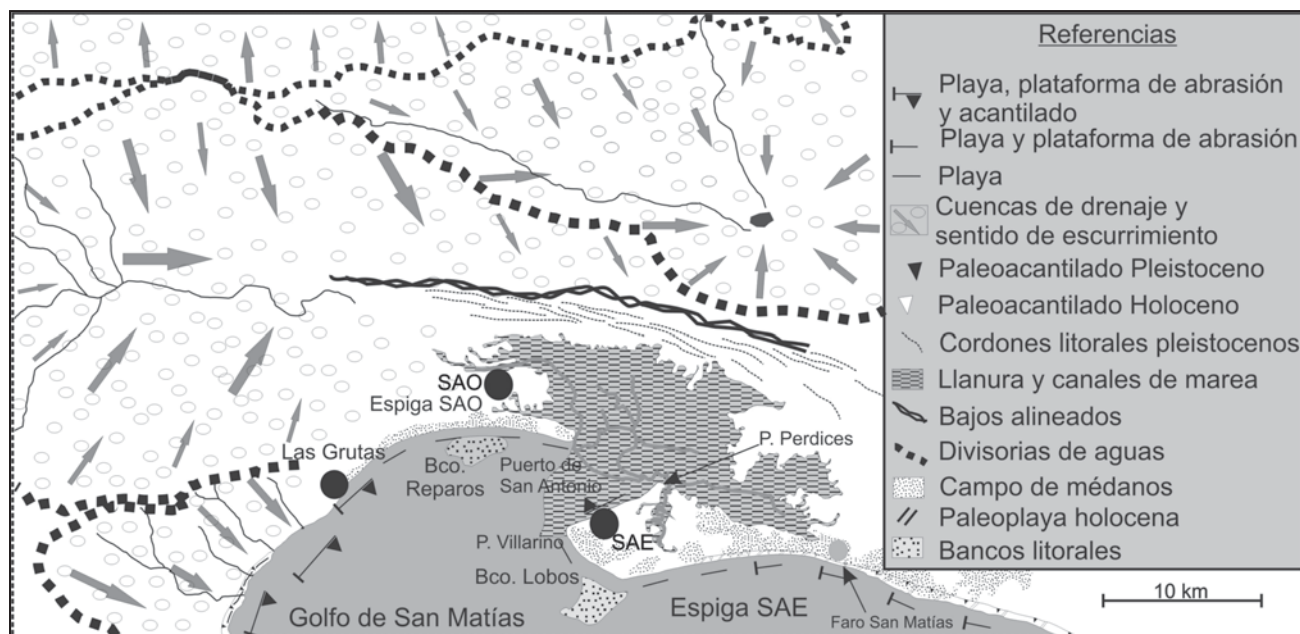 Referencias
Playa, plataforma de abrasión
y acantilado
Playa y plataforma de abrasión
Playa
Cuencas de drenaje y
sentido de escurrimiento
Paleoacantilado Pleistoceno
Paleoacantilado Holoceno
Cordones litorales pleistocenos
Llanura y canales de marea
Bajos alineados
Divisorias de aguas
Campo de médanos
Paleoplaya holocena
Bancos litorales
10 km
SAO
Espiga SAO
Las Grutas
Bco.
Reparos
Puerto de
San Antonio
P. Perdices
SAE
P. Villarino
Bco. Lobos
Golfo de San Matías
Espiga SAE
Faro San Matías